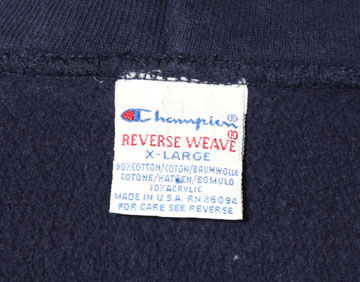 Champion®
®
REVERSE WEAVE
X-LARGE
90% COTTON/COTON/BAUMWOLLE
COTONE/KATOEN/BOMULD
10% ACRYLIC
MADE IN U.S.A. RN 26094
FOR CARE SEE REVERSE